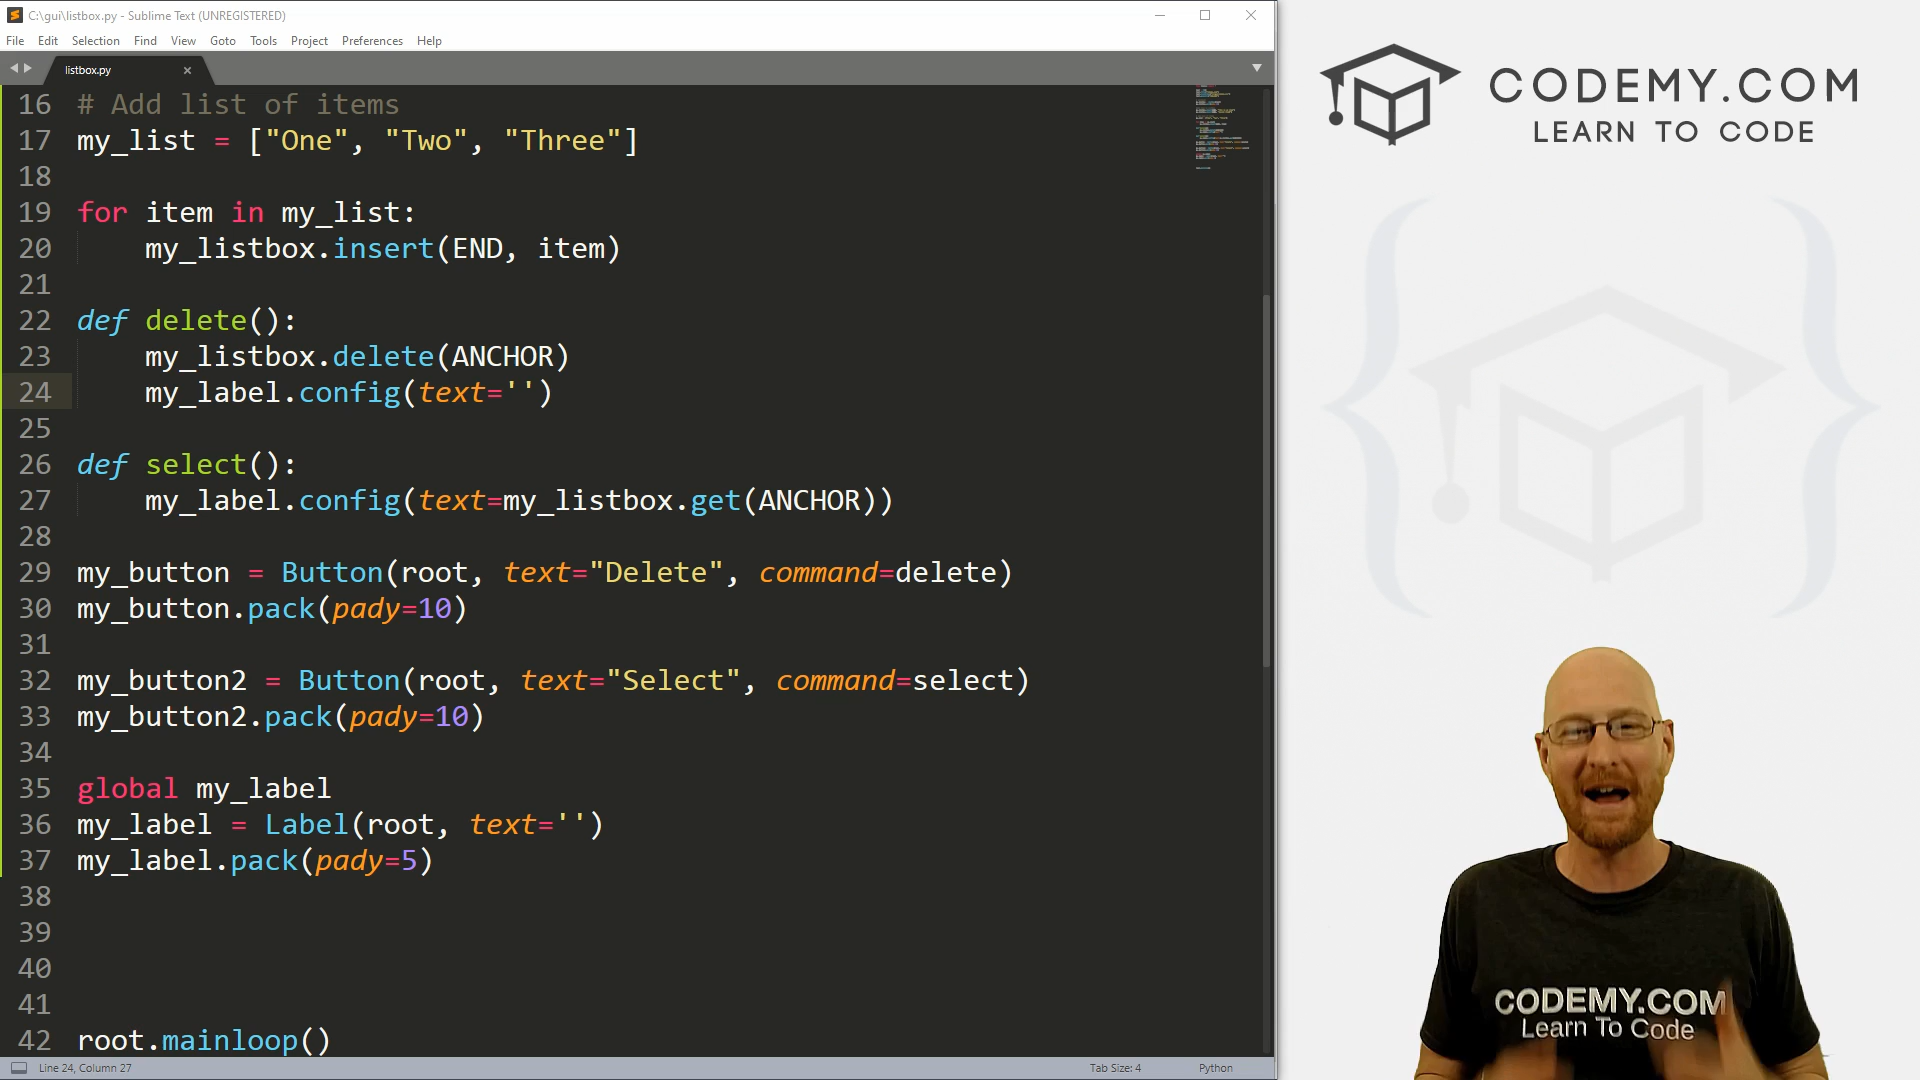 C:\gui\listbox.py - Sublime Text (UNREGISTERED)
File Edit Selection Find View Goto Tools Project Preferences Help
listbox.py
16 # Add list of items
17 my_list = ["One", "Two", "Three"]
18
19 for item in my_list:
20     my_listbox.insert(END, item)
21
22 def delete():
23     my_listbox.delete(ANCHOR)
24     my_label.config(text='')
25
26 def select():
27     my_label.config(text=my_listbox.get(ANCHOR))
28
29 my_button = Button(root, text="Delete", command=delete)
30 my_button.pack(pady=10)
31
32 my_button2 = Button(root, text="Select", command=select)
33 my_button2.pack(pady=10)
34
35 global my_label
36 my_label = Label(root, text='')
37 my_label.pack(pady=5)
38
39
40
41
42 root.mainloop()
Line 24, Column 27
Tab Size: 4
Python
CODEMY.COM
LEARN TO CODE
CODEMY.COM
Learn To Code